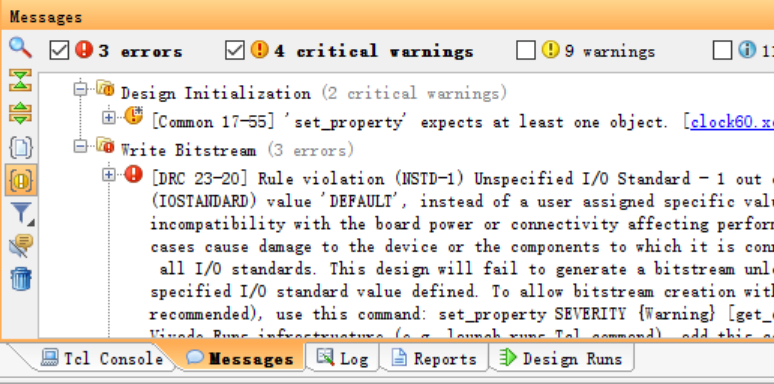 Messages
3 errors 4 critical warnings 9 warnings
Design Initialization (2 critical warnings)
[Common 17-55] 'set_property' expects at least one object. [clock60.xd
Write Bitstream (3 errors)
[DRC 23-20] Rule violation (NSTD-1) Unspecified I/O Standard - 1 out
(IOSTANDARD) value 'DEFAULT', instead of a user assigned specific valu
incompatibility with the board power or connectivity affecting perform
cases cause damage to the device or the components to which it is conn
all I/O standards. This design will fail to generate a bitstream unl
specified I/O standard value defined. To allow bitstream creation wit
recommended), use this command: set_property SEVERITY {Warning} [get_
Vivado Runs infrastructure (e.g. launch_runs Tcl command), add this
Tcl Console Messages Log Reports Design Runs